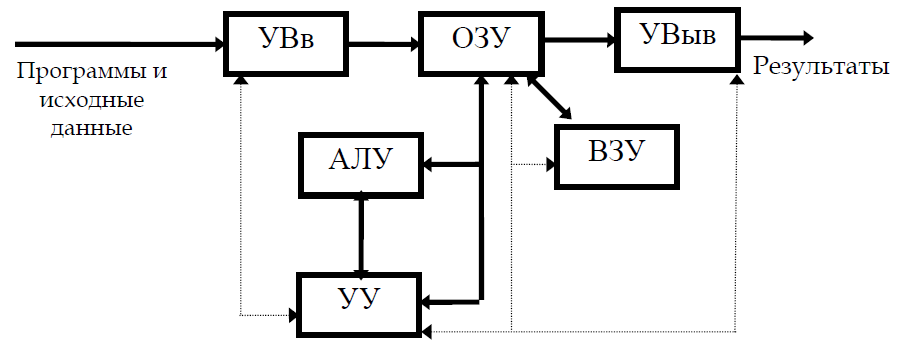 УВв
ОЗУ
УВыв
Программы и
исходные
данные
Результаты
АЛУ
ВЗУ
УУ